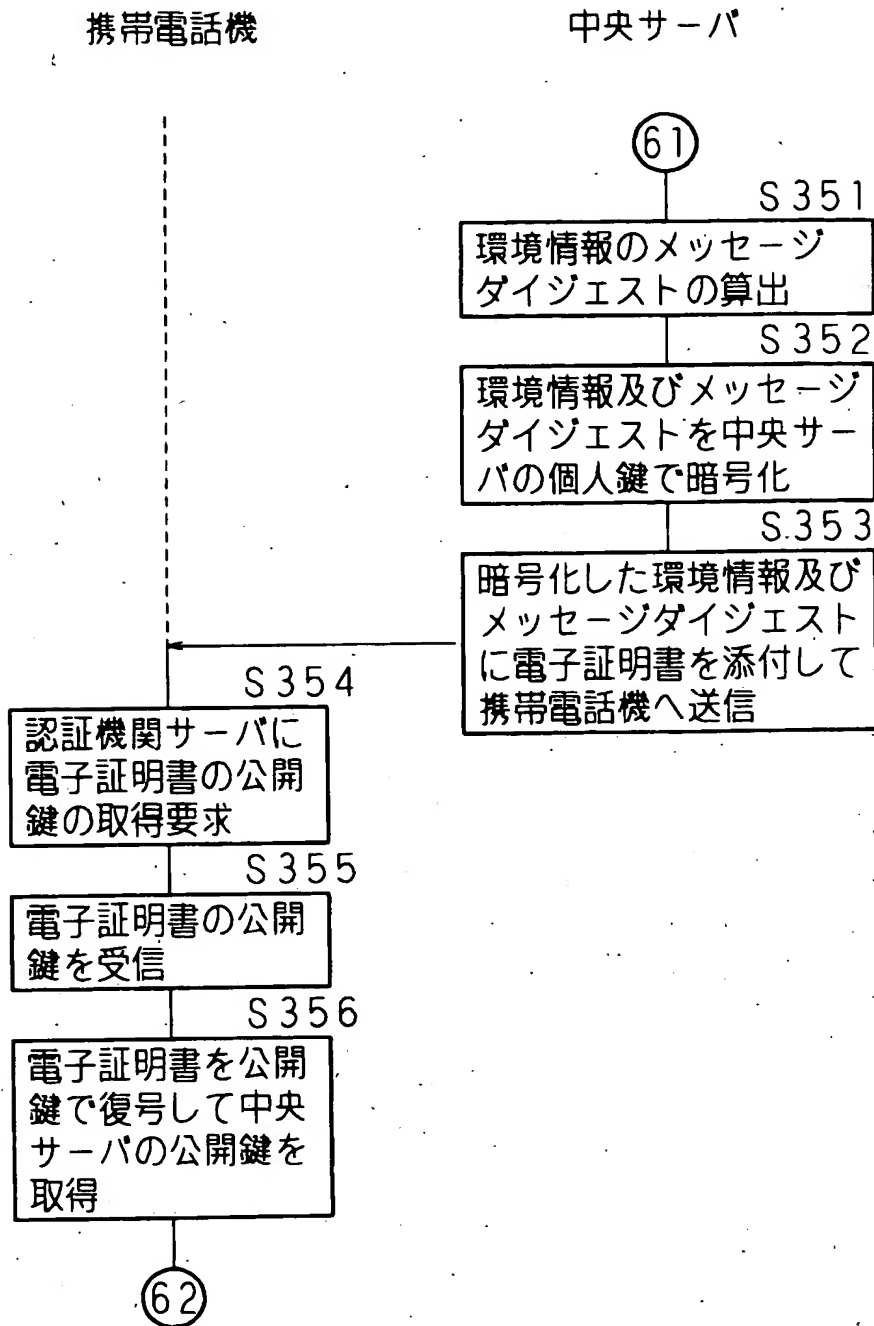 携帯電話機
中央サーバ
61
S351
環境情報のメッセージ
ダイジェストの算出
S352
環境情報及びメッセージ
ダイジェストを中央サー
バの個人鍵で暗号化
S353
暗号化した環境情報及び
メッセージダイジェスト
に電子証明書を添付して
携帯電話機へ送信
S354
認証機関サーバに
電子証明書の公開
鍵の取得要求
S355
電子証明書の公開
鍵を受信
S356
電子証明書を公開
鍵で復号して中央
サーバの公開鍵を
取得
62